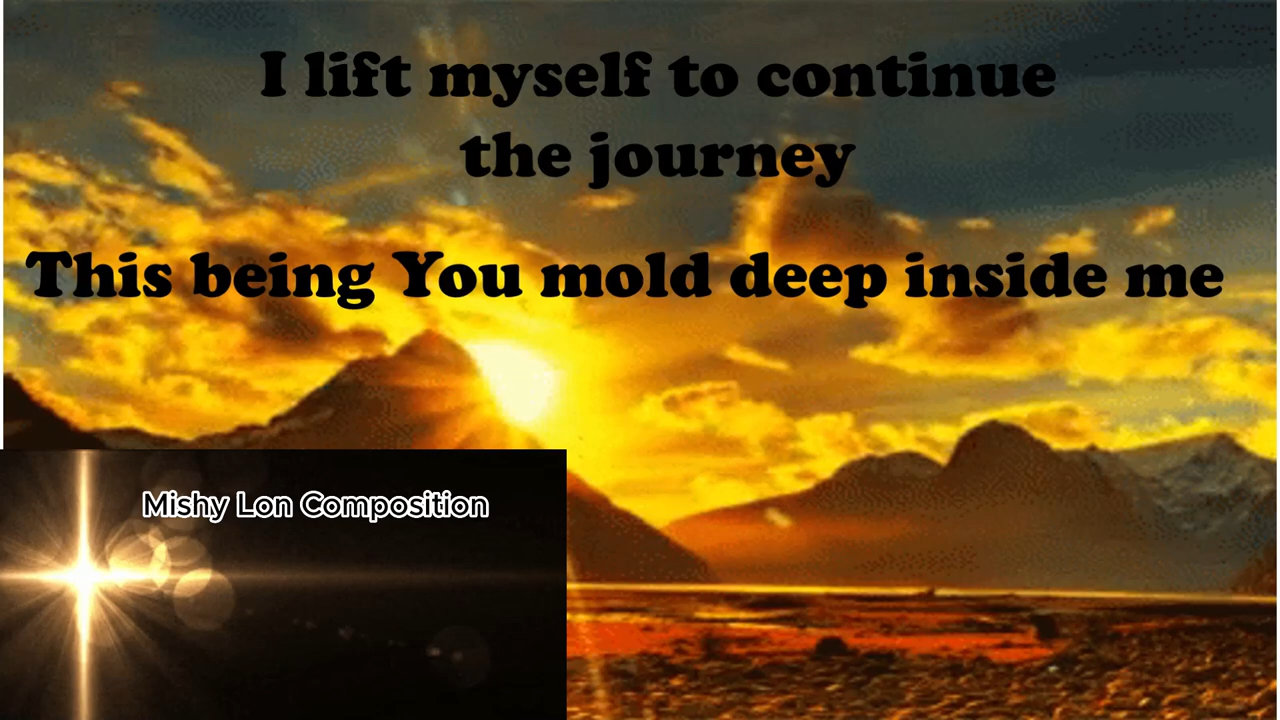 I lift myself to continue
the journey
This being You mold deep inside me
Mishy Lon Composition